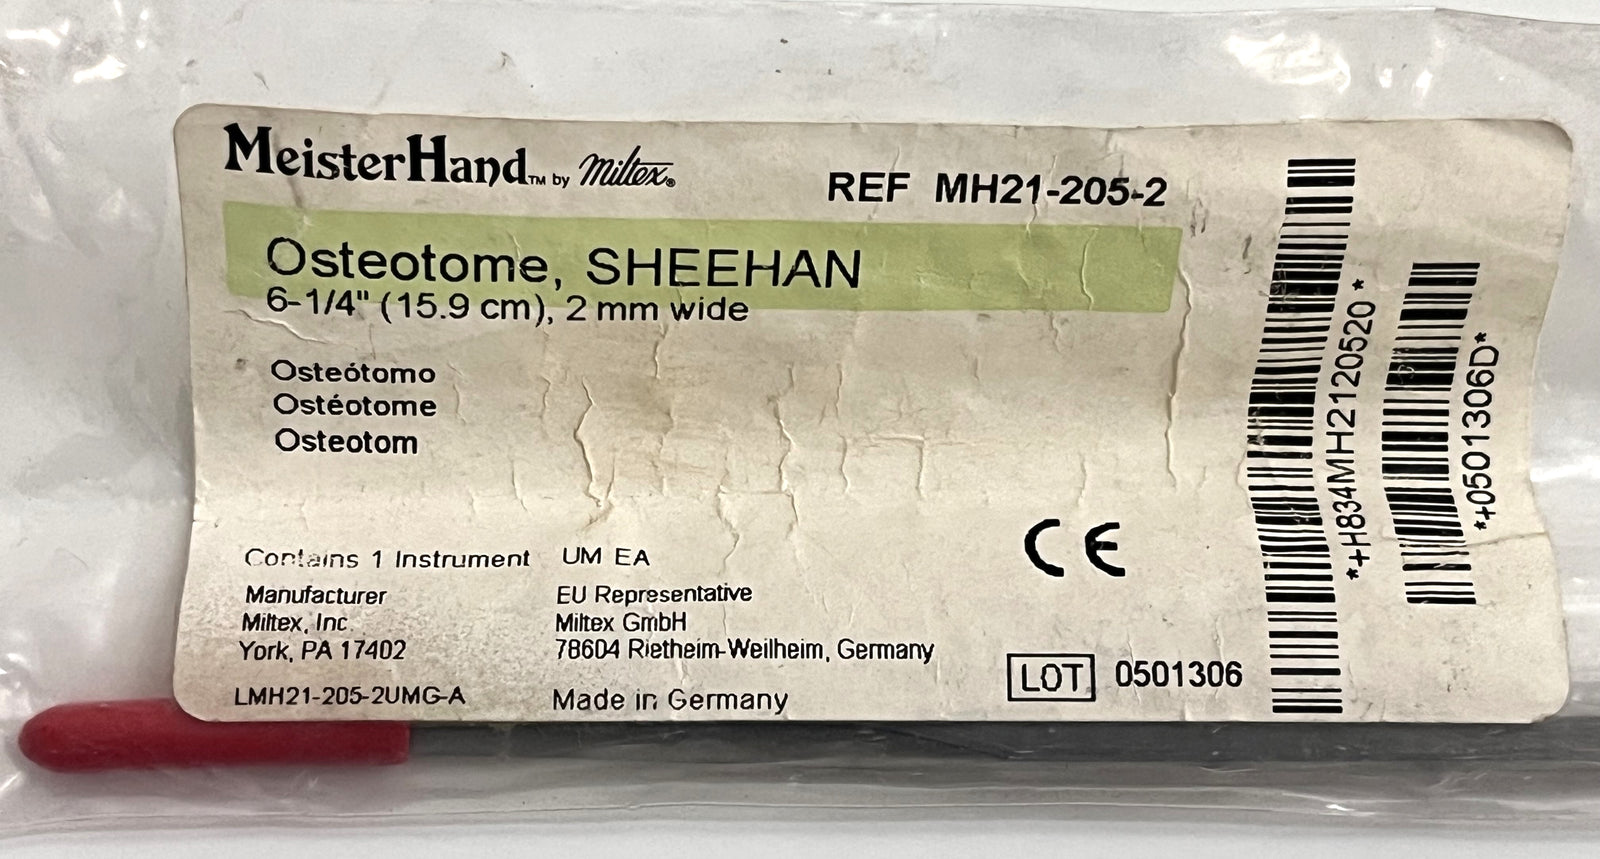 MeisterHand™ by Miltex®
REF MH21-205-2
Osteotome, SHEEHAN
6-1/4" (15.9 cm), 2 mm wide
Osteótomo
Ostéotome
Osteotom
Contains 1 Instrument UM EA
Manufacturer
Miltex, Inc.
York, PA 17402
LMH21-205-2UMG-A
EU Representative
Miltex GmbH
78604 Rietheim-Weilheim, Germany
Made in Germany
CE
LOT 0501306
*+H834MH2120520*
*+0501306D*